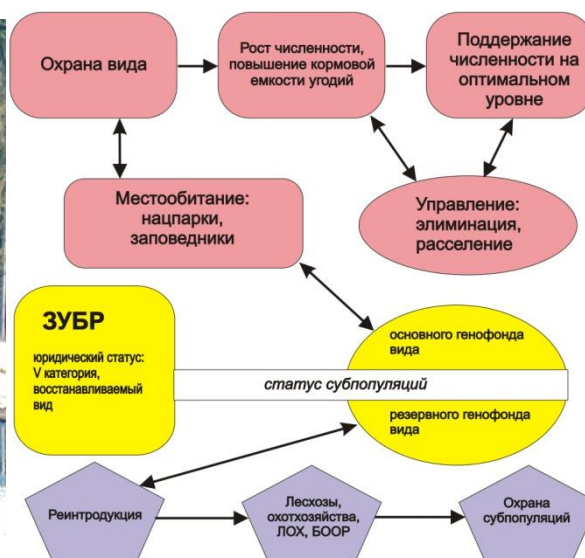 Охрана вида
Рост численности,
повышение кормовой
емкости угодий
Поддержание
численности на
оптимальном
уровне
Местообитание:
нацпарки,
заповедники
Управление:
элиминация,
расселение
ЗУБР
юридический статус:
V категория,
восстанавливаемый
вид
основного генофонда
вида
статус субпопуляций
резервного генофонда
вида
Реинтродукция
Лесхозы,
охотхозяйства,
ЛОХ, БООР
Охрана
субпопуляций